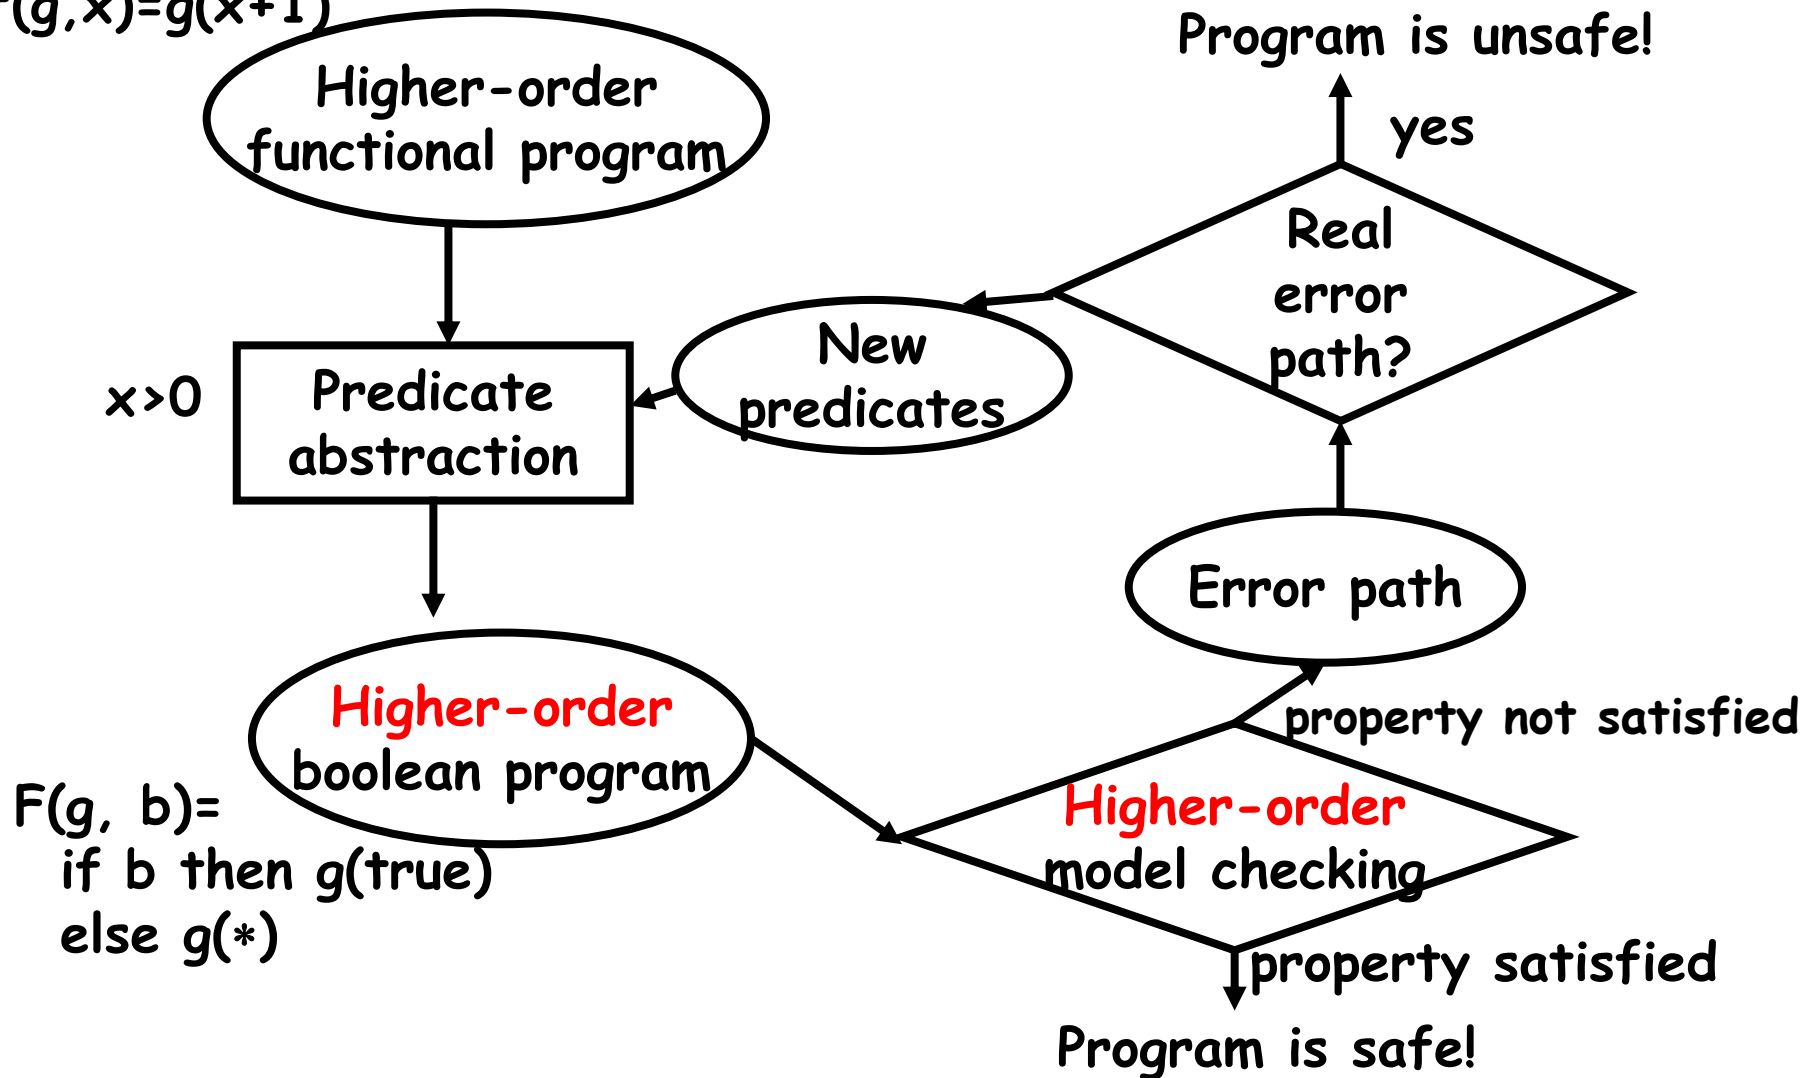 (g,x)=g(x+1)
Higher-order
functional program
x>0
Predicate
abstraction
New
predicates
Program is unsafe!
yes
Real
error
path?
Error path
property not satisfied
Higher-order
boolean program
F(g, b)=
if b then g(true)
else g(*)
Higher-order
model checking
property satisfied
Program is safe!